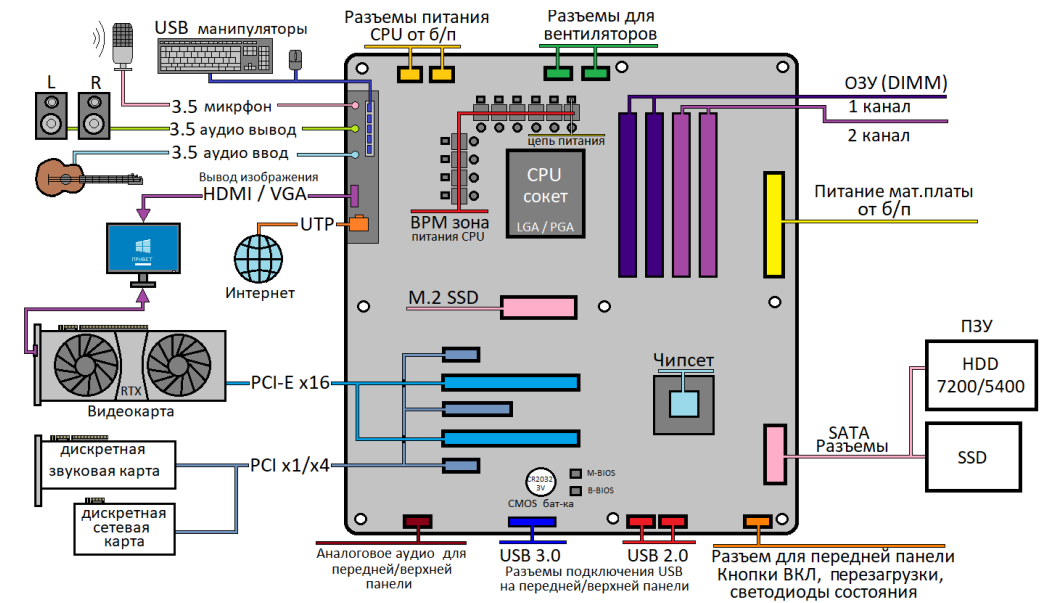 Разъемы питания
CPU от б/п
Разъемы для
вентиляторов
USB манипуляторы
L
R
3.5 микрфон
3.5 аудио вывод
3.5 аудио ввод
Вывод изображения
HDMI / VGA
UTP
ПРИВЕТ
Интернет
ОЗУ (DIMM)
1 канал
2 канал
цепь питания
CPU
сокет
LGA / PGA
ВРМ зона
питания CPU
Питание мат.платы
от б/п
M.2 SSD
Чипсет
ПЗУ
HDD
7200/5400
SSD
SATA
Разъемы
RTX
Видеокарта
PCI-E x16
дискретная
звуковая карта
PCI x1/x4
дискретная
сетевая
карта
CR2032
3V
CMOS бат-ка
M-BIOS
B-BIOS
Аналоговое аудио для
передней/верхней
панели
USB 3.0
USB 2.0
Разъемы подключения USB
на передней/верхней панели
Разъем для передней панели
Кнопки ВКЛ, перезагрузки,
светодиоды состояния